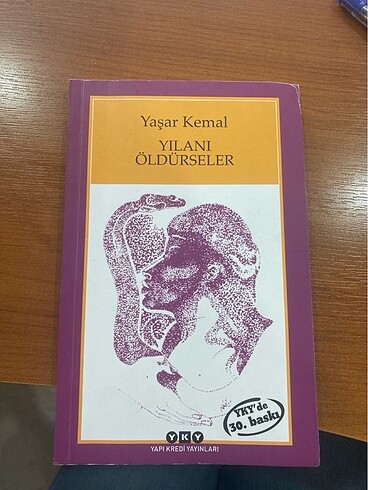 Yaşar Kemal
YILANI
ÖLDÜRSELER
YKY'de
30. baskı
YKY
YAPI KREDİ YAYINLARI